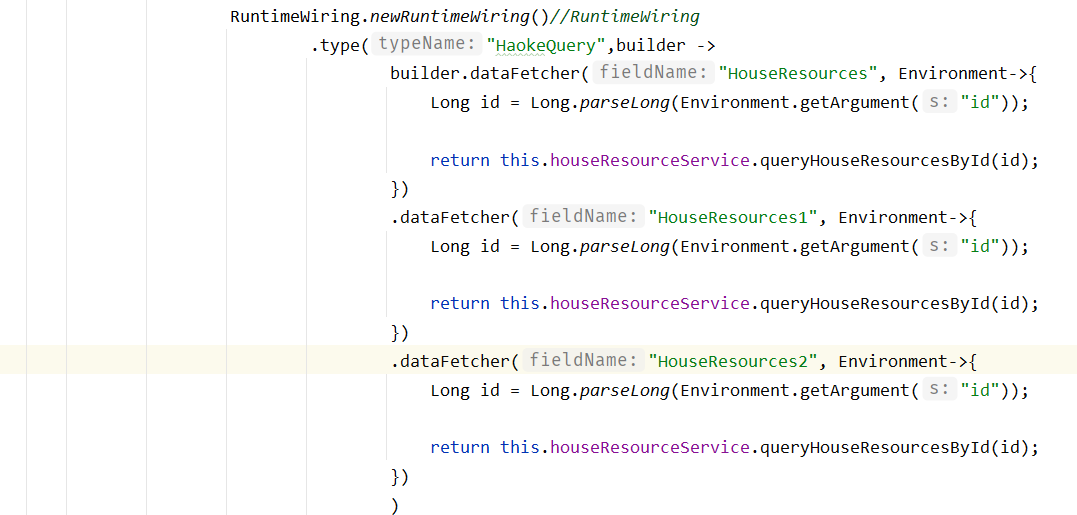 RuntimeWiring.newRuntimeWiring()//RuntimeWiring
.type( typeName: "HaokeQuery",builder ->
builder.dataFetcher( fieldName: "HouseResources", Environment->{
Long id = Long.parseLong(Environment.getArgument( s: "id"));
return this.houseResourceService.queryHouseResourcesById(id);
})
.dataFetcher( fieldName: "HouseResources1", Environment->{
Long id = Long.parseLong(Environment.getArgument( s: "id"));
return this.houseResourceService.queryHouseResourcesById(id);
})
.dataFetcher( fieldName: "HouseResources2", Environment->{
Long id = Long.parseLong(Environment.getArgument( s: "id"));
return this.houseResourceService.queryHouseResourcesById(id);
})
)